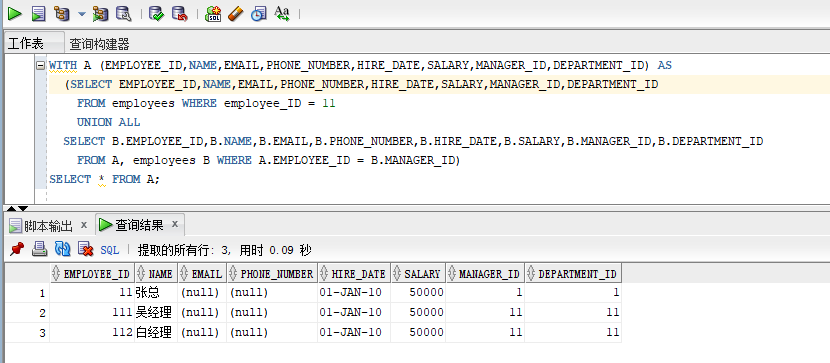 工作表 查询构建器
WITH A (EMPLOYEE_ID,NAME,EMAIL,PHONE_NUMBER,HIRE_DATE,SALARY,MANAGER_ID,DEPARTMENT_ID) AS
(SELECT EMPLOYEE_ID,NAME,EMAIL,PHONE_NUMBER,HIRE_DATE,SALARY,MANAGER_ID,DEPARTMENT_ID
FROM employees WHERE employee_ID = 11
UNION ALL
SELECT B.EMPLOYEE_ID,B.NAME,B.EMAIL,B.PHONE_NUMBER,B.HIRE_DATE,B.SALARY,B.MANAGER_ID,B.DEPARTMENT_ID
FROM A, employees B WHERE A.EMPLOYEE_ID = B.MANAGER_ID)
SELECT * FROM A;
脚本输出 x 查询结果 x
SQL | 提取的所有行: 3, 用时 0.09 秒
EMPLOYEE_ID NAME EMAIL PHONE_NUMBER HIRE_DATE SALARY MANAGER_ID DEPARTMENT_ID
1 11 张总 (null) (null) 01-JAN-10 50000 1 1
2 111 吴经理 (null) (null) 01-JAN-10 50000 11 11
3 112 白经理 (null) (null) 01-JAN-10 50000 11 11